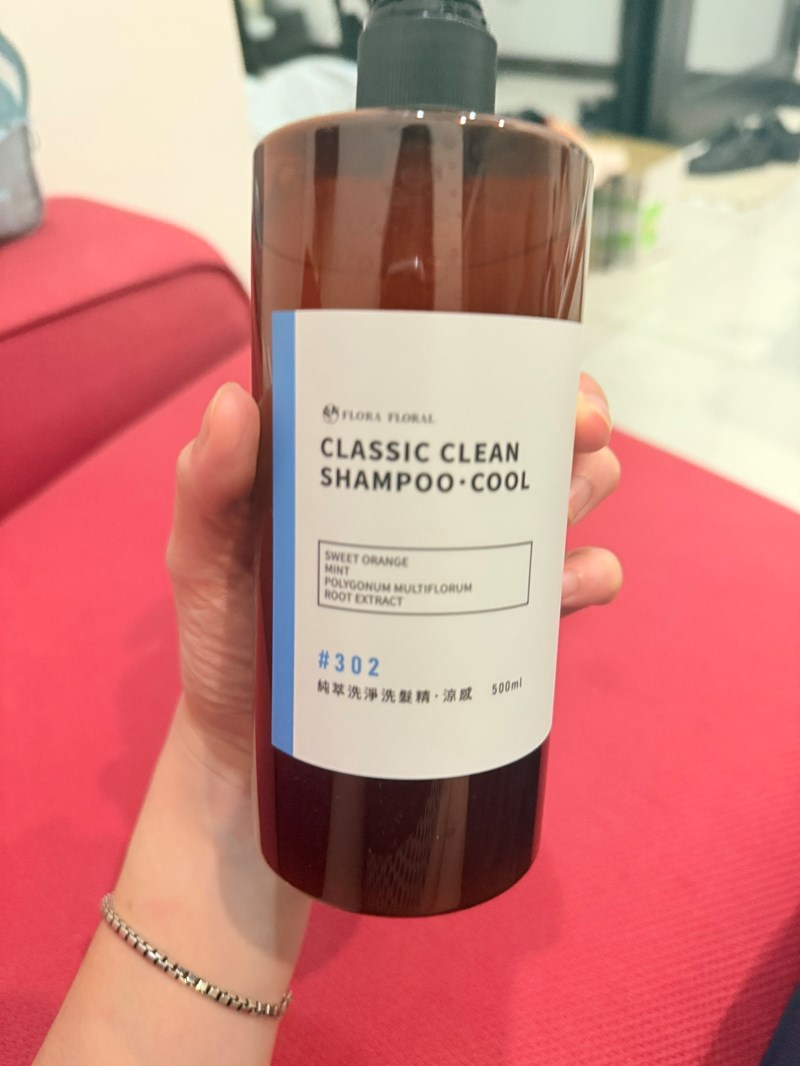 FLORA FLORAL
CLASSIC CLEAN
SHAMPOO·COOL
SWEET ORANGE
MINT
POLYGONUM MULTIFLORUM
ROOT EXTRACT
#302
純萃洗淨洗髮精·涼感 500ml